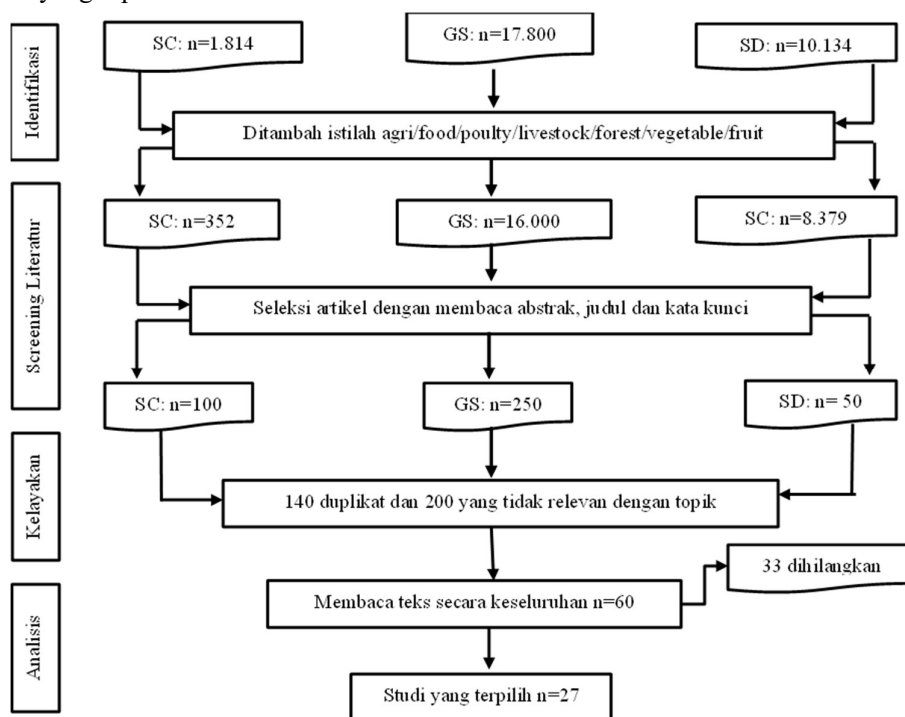 SC: n=1.814
GS: n=17.800
SD: n=10.134
Identifikasi
Ditambah istilah agri/food/poulty/livestock/forest/vegetable/fruit
SC: n=352
GS: n=16.000
SC: n=8.379
Screening Literatur
Seleksi artikel dengan membaca abstrak, judul dan kata kunci
SC: n=100
GS: n=250
SD: n= 50
Kelayakan
140 duplikat dan 200 yang tidak relevan dengan topik
33 dihilangkan
Membaca teks secara keseluruhan n=60
Analisis
Studi yang terpilih n=27